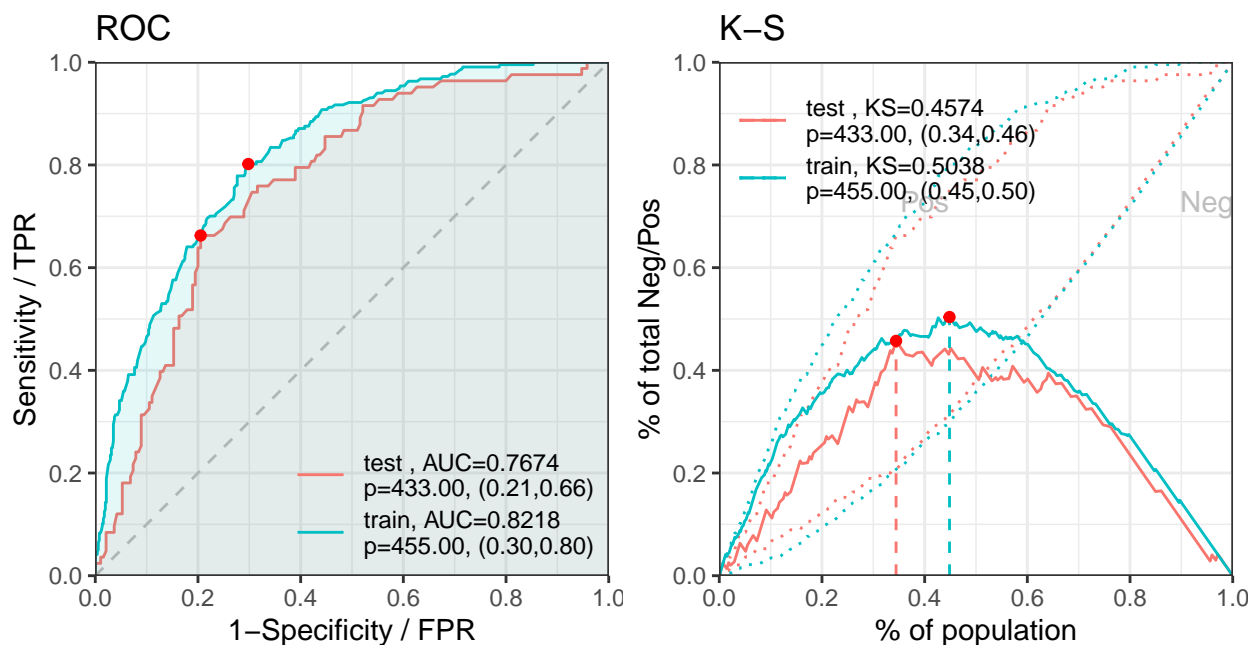 ROC
Sensitivity / TPR
1.0
0.8
0.6
0.4
0.2
0.0
test , AUC=0.7674
p=433.00, (0.21,0.66)
train, AUC=0.8218
p=455.00, (0.30,0.80)
0.0 0.2 0.4 0.6 0.8 1.0
1−Specificity / FPR
K−S
% of total Neg/Pos
1.0
0.8
0.6
0.4
0.2
0.0
test , KS=0.4574
p=433.00, (0.34,0.46)
train, KS=0.5038
p=455.00, (0.45,0.50)
Pos
Neg
0.0 0.2 0.4 0.6 0.8 1.0
% of population